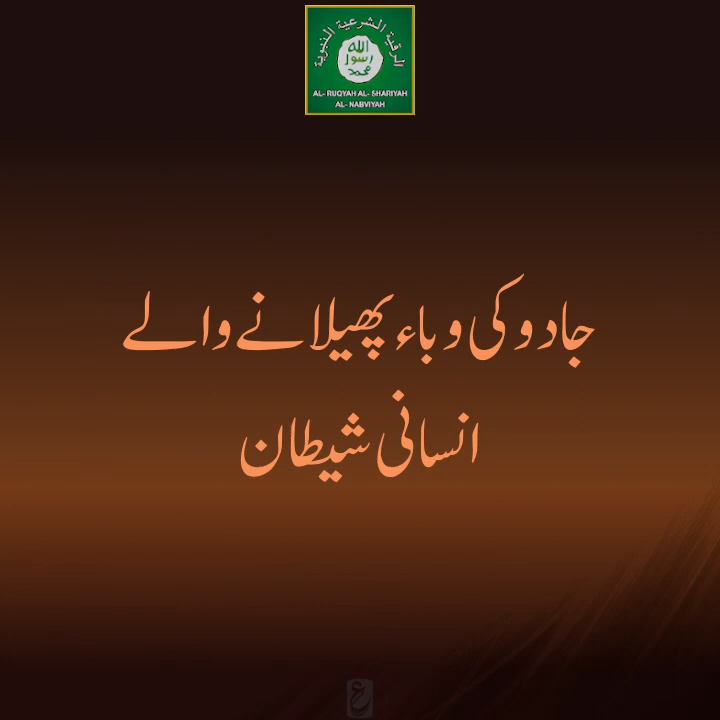 الرقية الشرعية النبوية
الله
رسول
محمد
AL- RUQYAH AL- SHARIYAH
AL- NABVIYAH
جادو کی وباء پھیلانے والے
انسانی شیطان